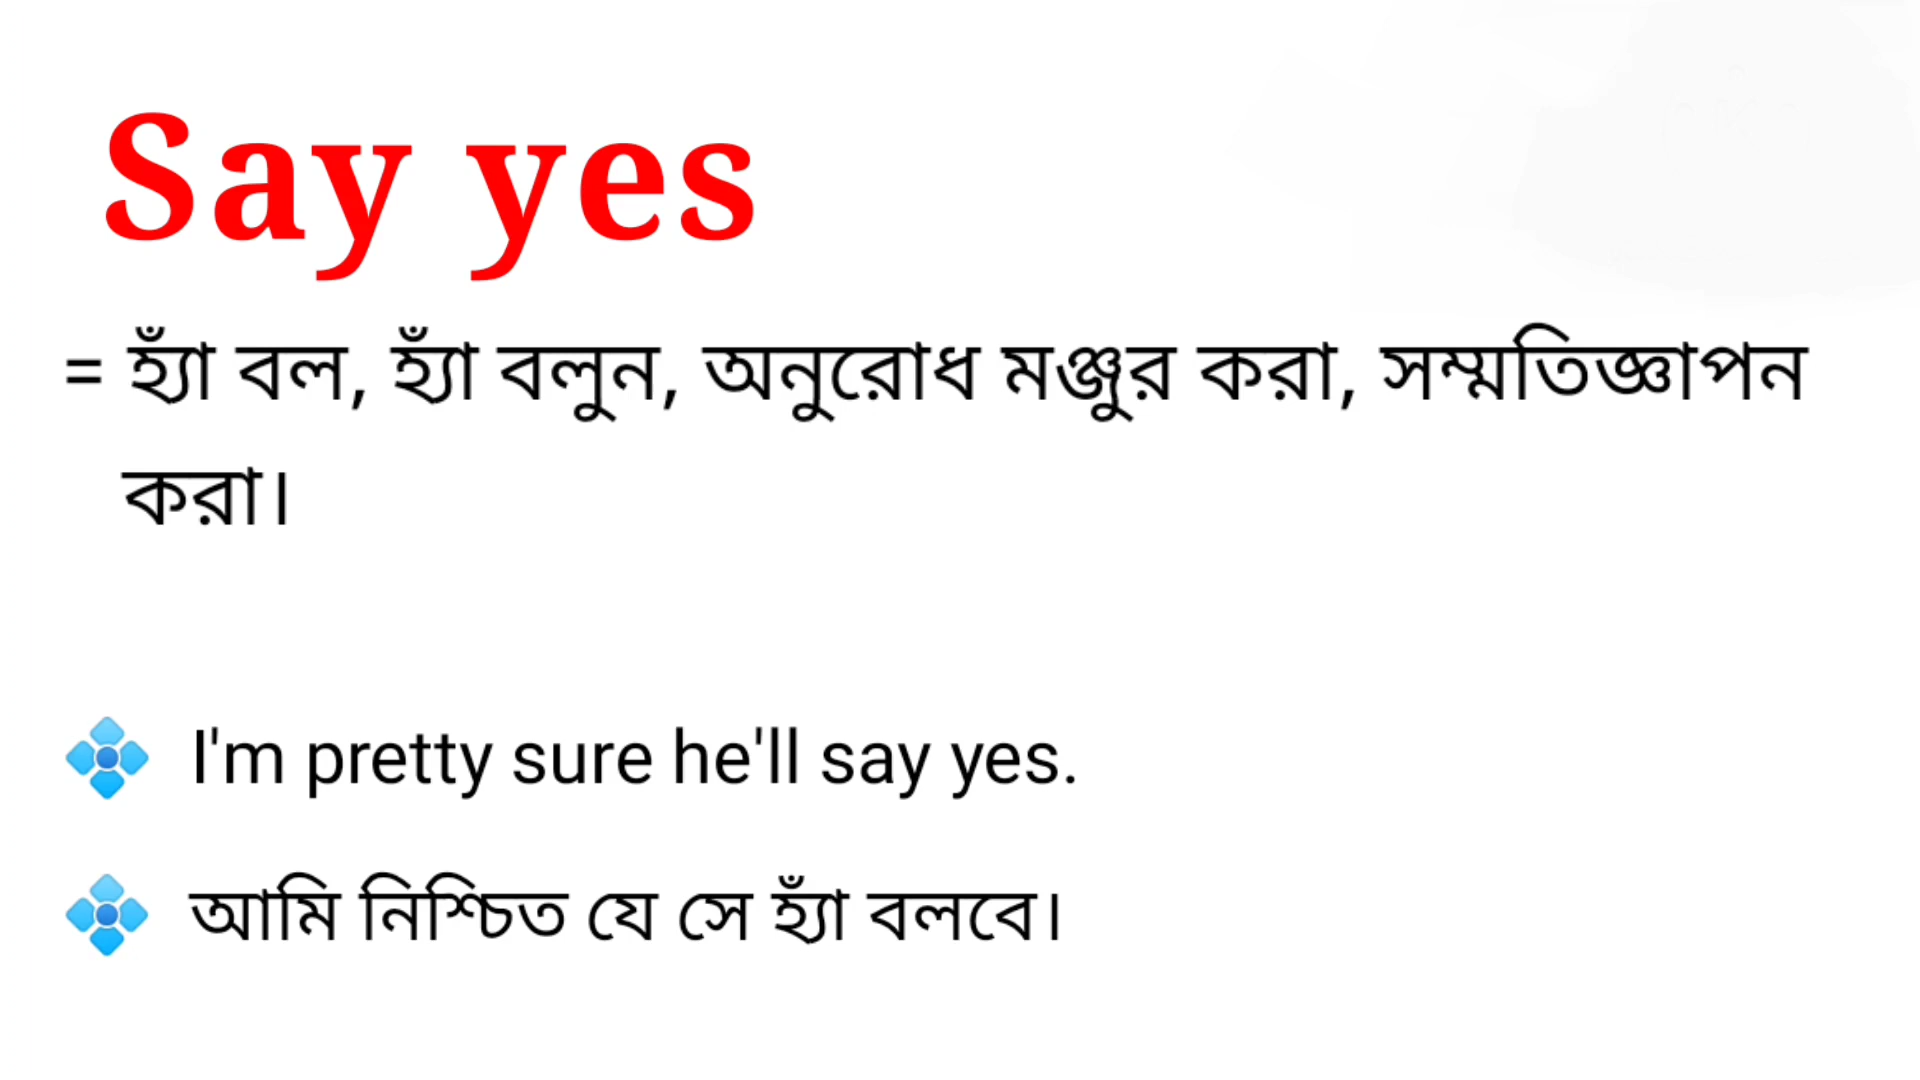 Say yes
= হ্যাঁ বল, হ্যাঁ বলুন, অনুরোধ মঞ্জুর করা, সম্মতিজ্ঞাপন
করা।
I'm pretty sure he'll say yes.
আমি নিশ্চিত যে সে হ্যাঁ বলবে।